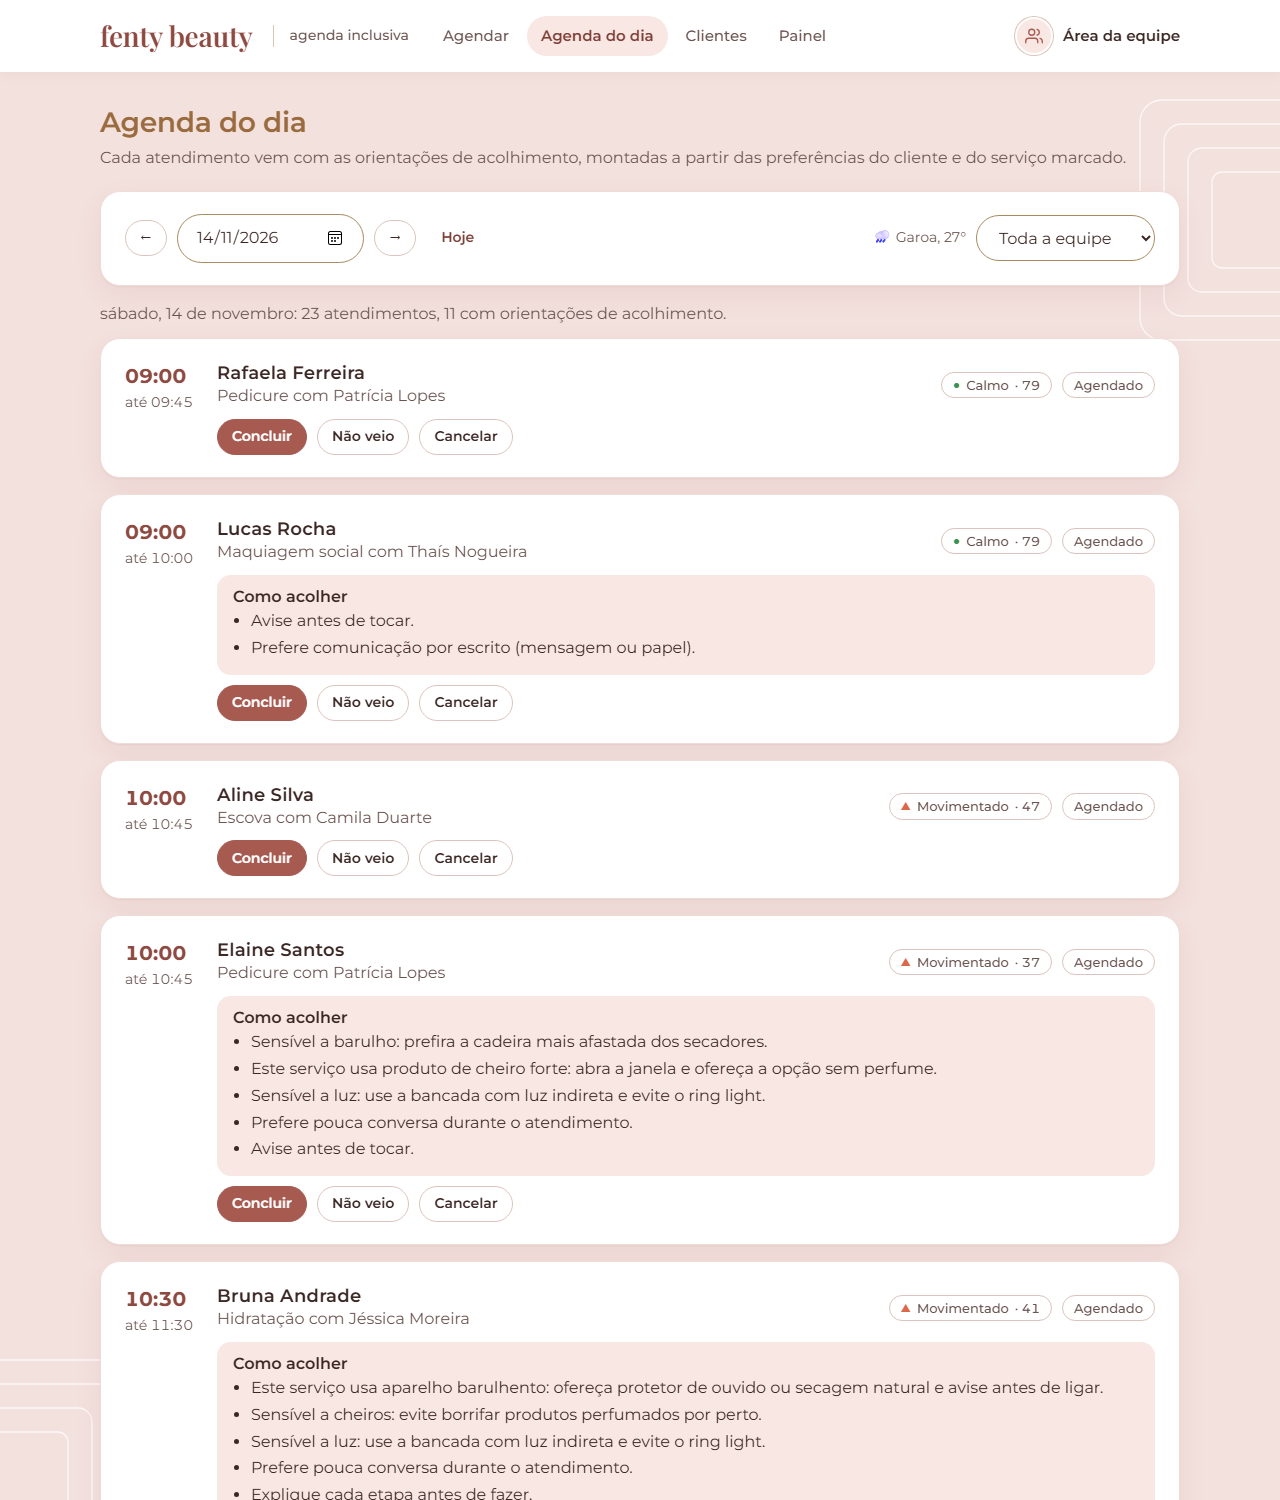 fenty beauty
agenda inclusiva
Agendar
Agenda do dia
Clientes
Painel
Área da equipe
Agenda do dia
Cada atendimento vem com as orientações de acolhimento, montadas a partir das preferências do cliente e do serviço marcado.
←
14/11/2026
→
Hoje
Garoa, 27°
Toda a equipe
sábado, 14 de novembro: 23 atendimentos, 11 com orientações de acolhimento.
09:00
até 09:45
Rafaela Ferreira
Pedicure com Patrícia Lopes
Calmo · 79
Agendado
Concluir
Não veio
Cancelar
09:00
até 10:00
Lucas Rocha
Maquiagem social com Thaís Nogueira
Calmo · 79
Agendado
Como acolher
• Avise antes de tocar.
• Prefere comunicação por escrito (mensagem ou papel).
Concluir
Não veio
Cancelar
10:00
até 10:45
Aline Silva
Escova com Camila Duarte
Movimentado · 47
Agendado
Concluir
Não veio
Cancelar
10:00
até 10:45
Elaine Santos
Pedicure com Patrícia Lopes
Movimentado · 37
Agendado
Como acolher
• Sensível a barulho: prefira a cadeira mais afastada dos secadores.
• Este serviço usa produto de cheiro forte: abra a janela e ofereça a opção sem perfume.
• Sensível a luz: use a bancada com luz indireta e evite o ring light.
• Prefere pouca conversa durante o atendimento.
• Avise antes de tocar.
Concluir
Não veio
Cancelar
10:30
até 11:30
Bruna Andrade
Hidratação com Jéssica Moreira
Movimentado · 41
Agendado
Como acolher
• Este serviço usa aparelho barulhento: ofereça protetor de ouvido ou secagem natural e avise antes de ligar.
• Sensível a cheiros: evite borrifar produtos perfumados por perto.
• Sensível a luz: use a bancada com luz indireta e evite o ring light.
• Prefere pouca conversa durante o atendimento.
• Explique cada etapa antes de fazer.